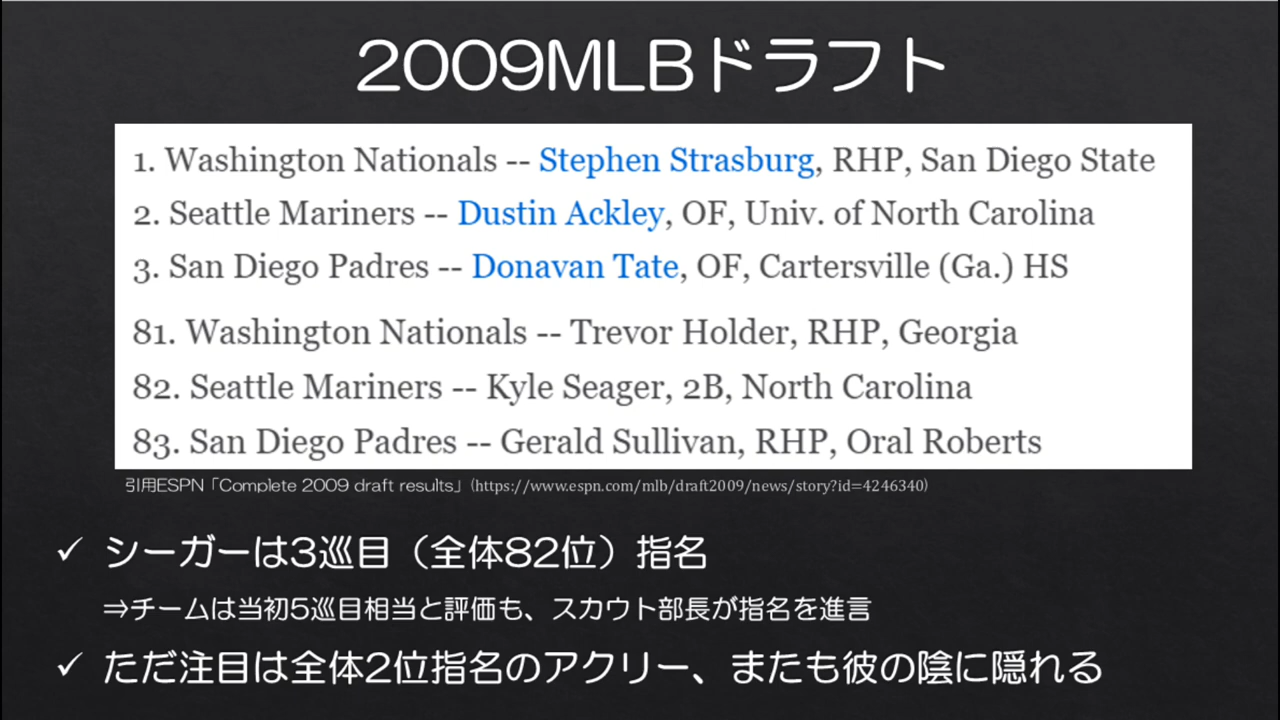 2009MLBドラフト
1. Washington Nationals -- Stephen Strasburg, RHP, San Diego State
2. Seattle Mariners -- Dustin Ackley, OF, Univ. of North Carolina
3. San Diego Padres -- Donavan Tate, OF, Cartersville (Ga.) HS
81. Washington Nationals -- Trevor Holder, RHP, Georgia
82. Seattle Mariners -- Kyle Seager, 2B, North Carolina
83. San Diego Padres -- Gerald Sullivan, RHP, Oral Roberts
引用ESPN「Complete 2009 draft results」(https://www.espn.com/mlb/draft2009/news/story?id=4246340)
✓ シーガーは3巡目（全体82位）指名
⇒チームは当初5巡目相当と評価も、スカウト部長が指名を進言
✓ ただ注目は全体2位指名のアクリー、またも彼の陰に隠れる